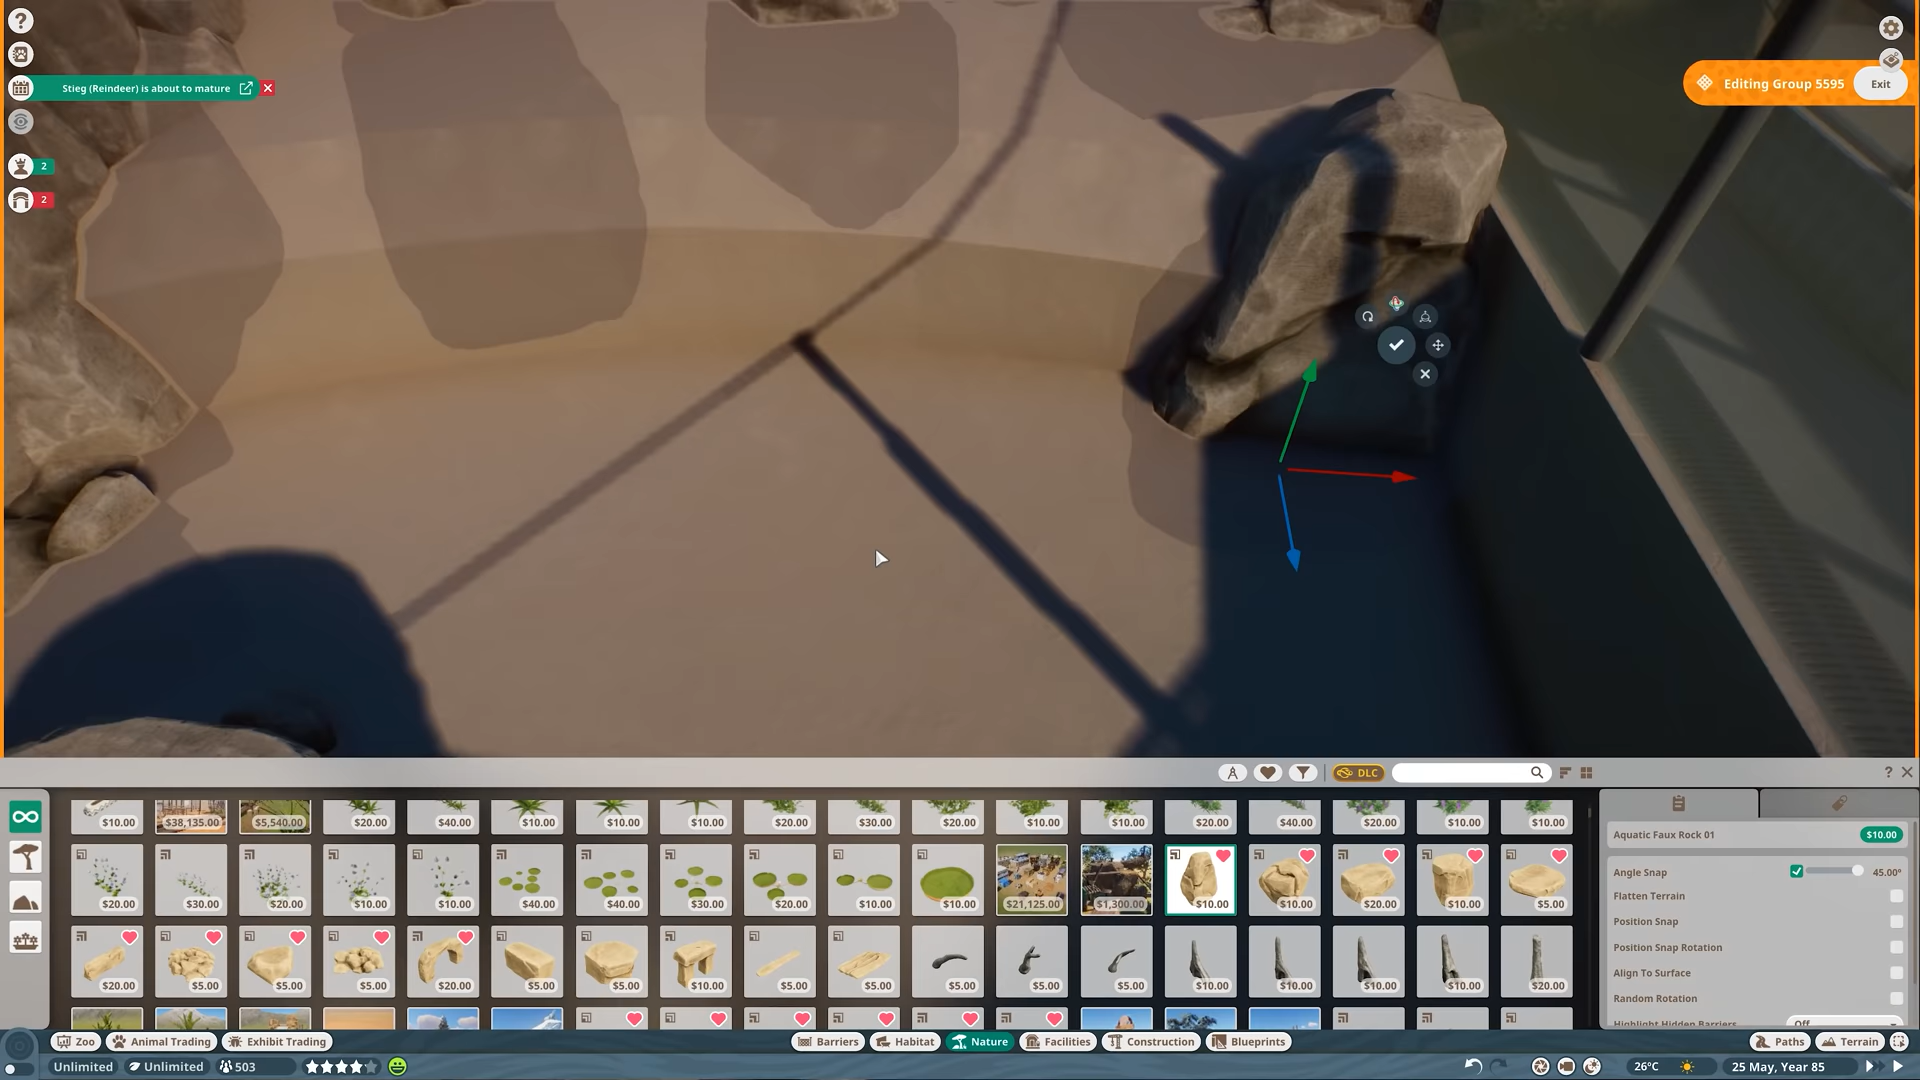 Stieg (Reindeer) is about to mature
Editing Group 5595
Exit
2
2
DLC
$10.00 $38,135.00 $5,540.00 $20.00 $40.00 $10.00 $10.00 $10.00 $20.00 $30.00 $20.00 $10.00 $10.00 $20.00 $40.00 $20.00 $10.00 $10.00
$20.00 $30.00 $20.00 $10.00 $10.00 $40.00 $40.00 $30.00 $20.00 $10.00 $10.00 $21,125.00 $1,300.00 $10.00 $10.00 $20.00 $10.00 $5.00
$20.00 $5.00 $5.00 $5.00 $20.00 $5.00 $5.00 $10.00 $5.00 $5.00 $5.00 $5.00 $5.00 $10.00 $10.00 $10.00 $10.00 $20.00
Aquatic Faux Rock 01 $10.00
Angle Snap 45.00°
Flatten Terrain
Position Snap
Position Snap Rotation
Align To Surface
Random Rotation
Highlight Hidden Barriers Off
Zoo Animal Trading Exhibit Trading Barriers Habitat Nature Facilities Construction Blueprints Paths Terrain
Unlimited Unlimited 503 26°C 25 May, Year 85